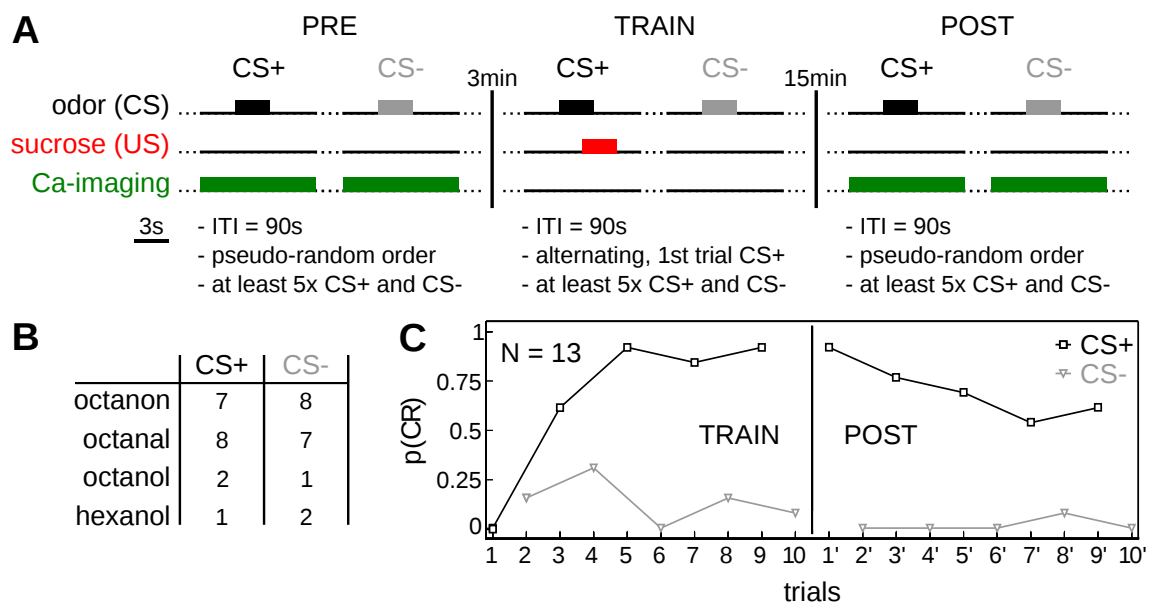 A
PRE
TRAIN
POST
CS+ CS- 3min CS+ CS- 15min CS+ CS-
odor (CS)
sucrose (US)
Ca-imaging
3s
- ITI = 90s
- pseudo-random order
- at least 5x CS+ and CS-
- ITI = 90s
- alternating, 1st trial CS+
- at least 5x CS+ and CS-
- ITI = 90s
- pseudo-random order
- at least 5x CS+ and CS-
B
CS+ CS-
octanon 7 8
octanal 8 7
octanol 2 1
hexanol 1 2
C
N = 13
CS+
CS-
TRAIN
POST
p(CR)
1
0.75
0.5
0.25
0
1 2 3 4 5 6 7 8 9 10 1' 2' 3' 4' 5' 6' 7' 8' 9' 10'
trials